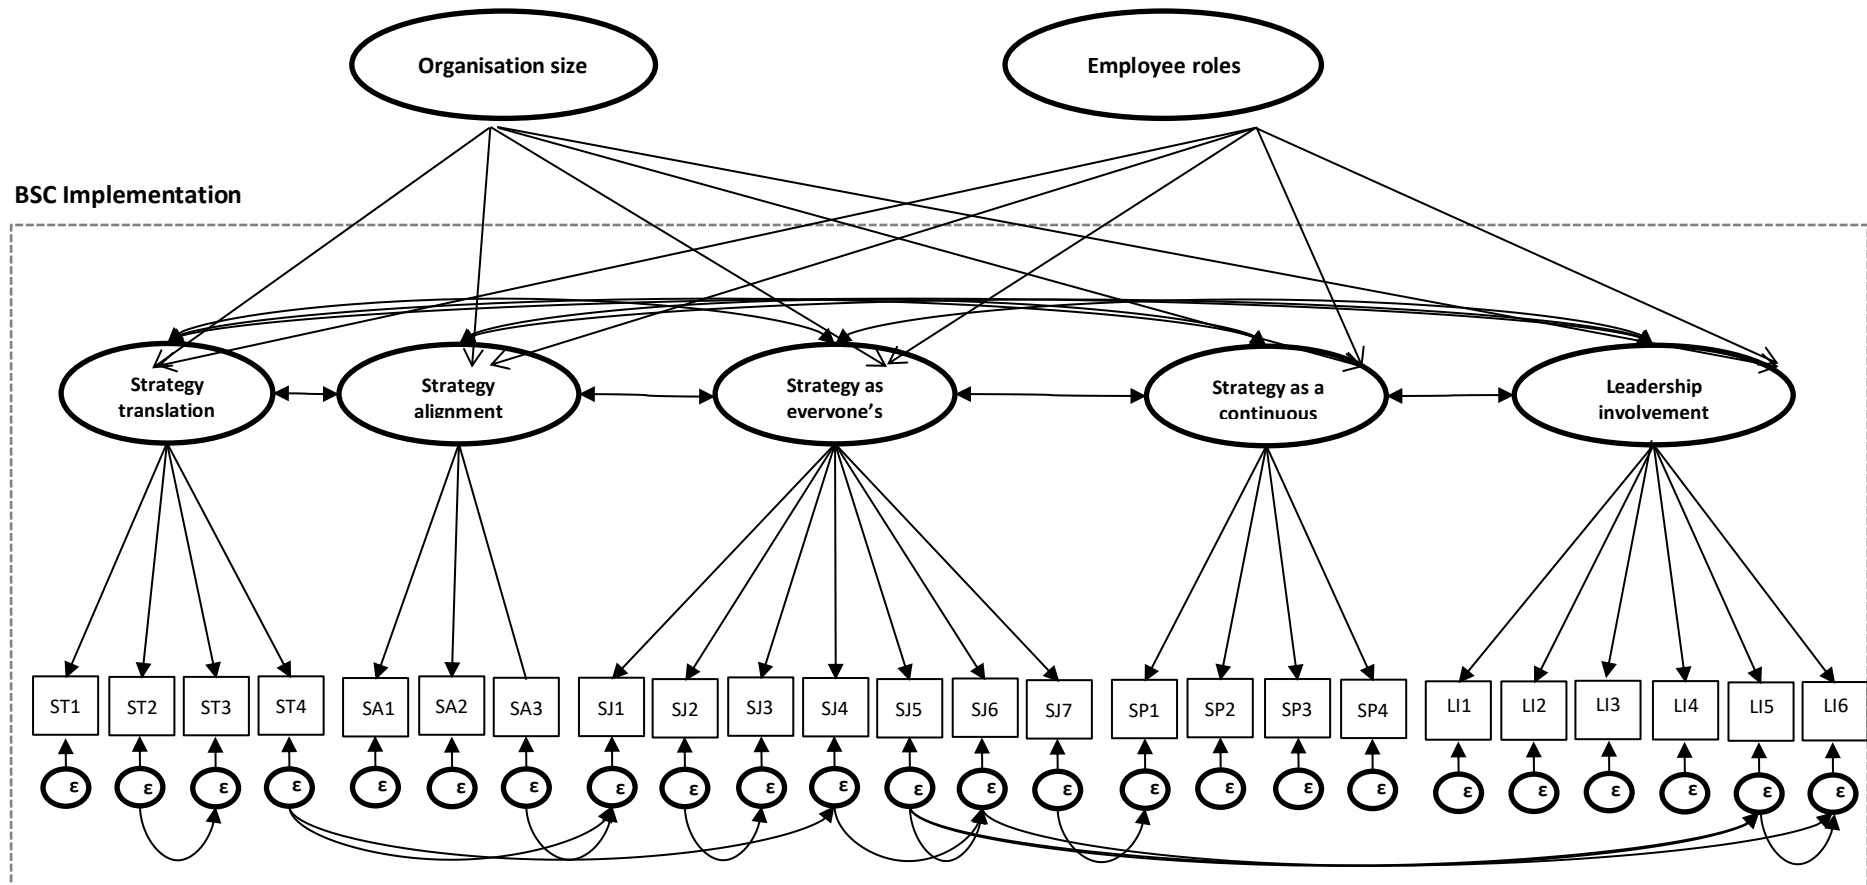 Organisation size
Employee roles
BSC Implementation
Strategy
translation
Strategy
alignment
Strategy as
everyone's
Strategy as a
continuous
Leadership
involvement
ST1 ST2 ST3 ST4 SA1 SA2 SA3 SJ1 SJ2 SJ3 SJ4 SJ5 SJ6 SJ7 SP1 SP2 SP3 SP4 LI1 LI2 LI3 LI4 LI5 LI6
ε ε ε ε ε ε ε ε ε ε ε ε ε ε ε ε ε ε ε ε ε ε ε ε